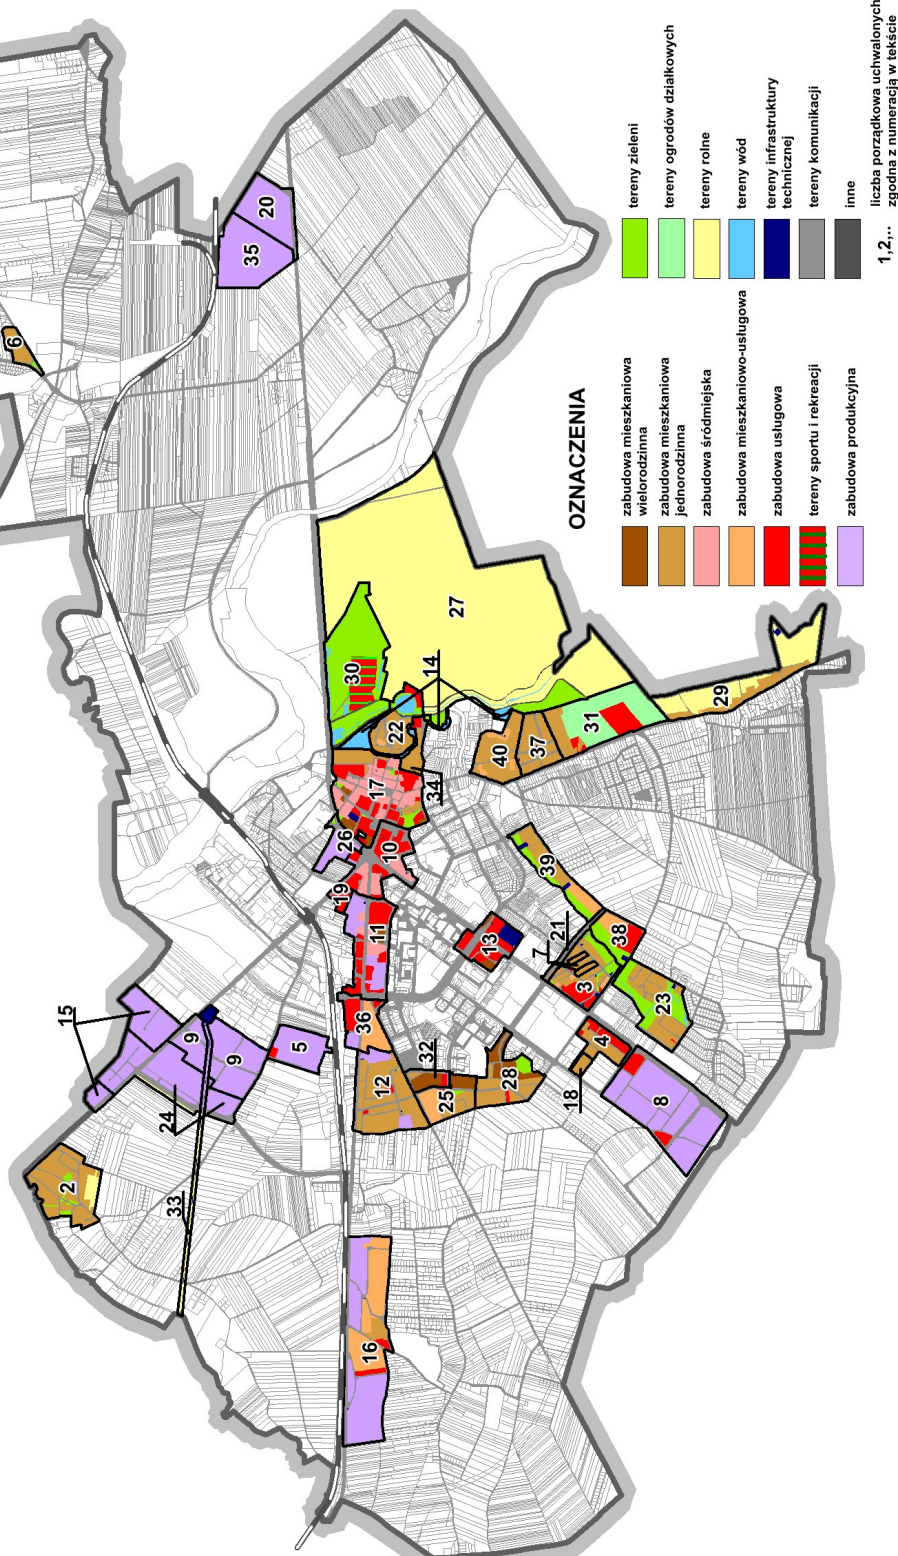 OZNACZENIA
zabudowa mieszkaniowa
wielorodzinna
zabudowa mieszkaniowa
jednorodzinna
zabudowa śródmiejska
zabudowa mieszkaniowo-usługowa
zabudowa usługowa
tereny sportu i rekreacji
zabudowa produkcyjna
tereny zieleni
tereny ogrodów działkowych
tereny rolne
tereny wód
tereny infrastruktury
technicznej
tereny komunikacji
inne
1,2,..
liczba porządkowa uchwalonych
zgodna z numeracją w tekście
6
20
35
27
30
14
22
29
31
37
40
34
17
26
10
19
11
39
38
21
7
3
23
13
36
4
18
8
32
28
25
12
15
9
9
5
24
2
33
16